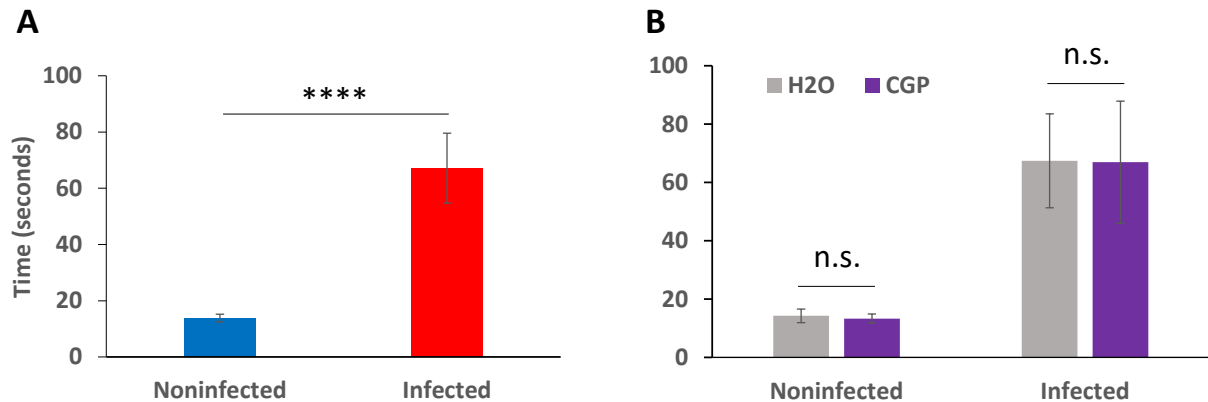 A
Time (seconds)
100
80
60
40
20
0
****
Noninfected
Infected
B
100
80
60
40
20
0
H2O
CGP
n.s.
n.s.
Noninfected
Infected